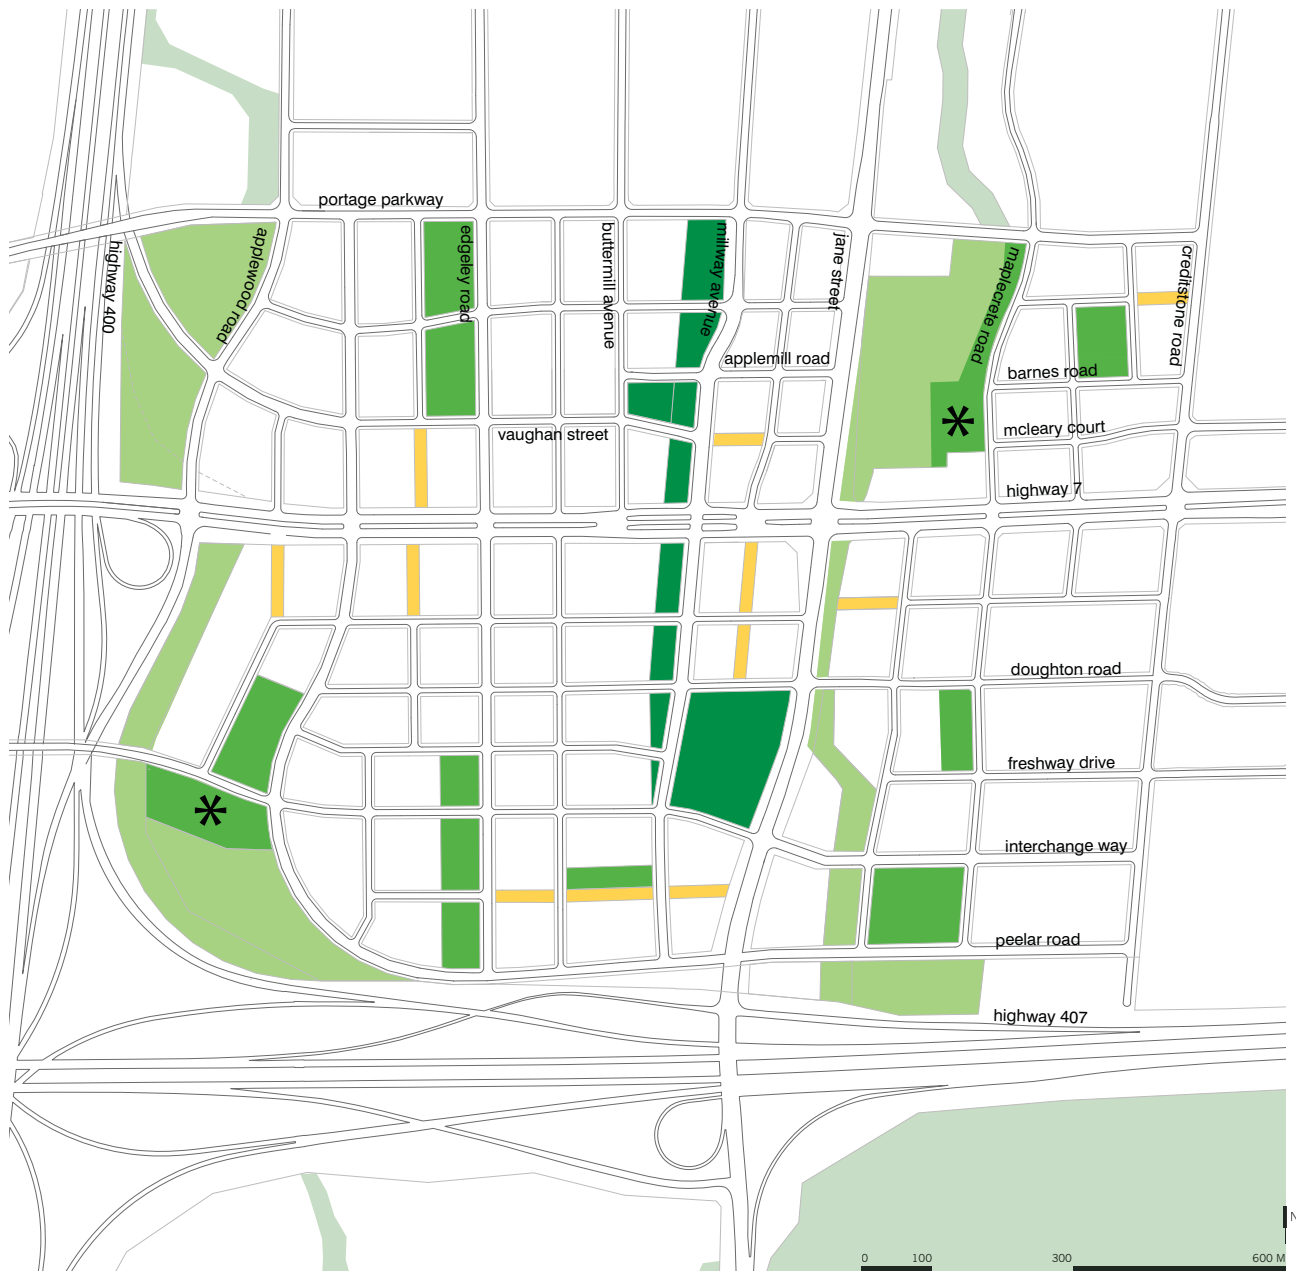 portage parkway
highway 400
applewood road
edgeley road
buttermill avenue
millway avenue
jane street
maplecrete road
creditstone road
applemill road
barnes road
vaughan street
mcleary court
highway 7
doughton road
freshway drive
interchange way
peelar road
highway 407
0 100 300 600 M
N